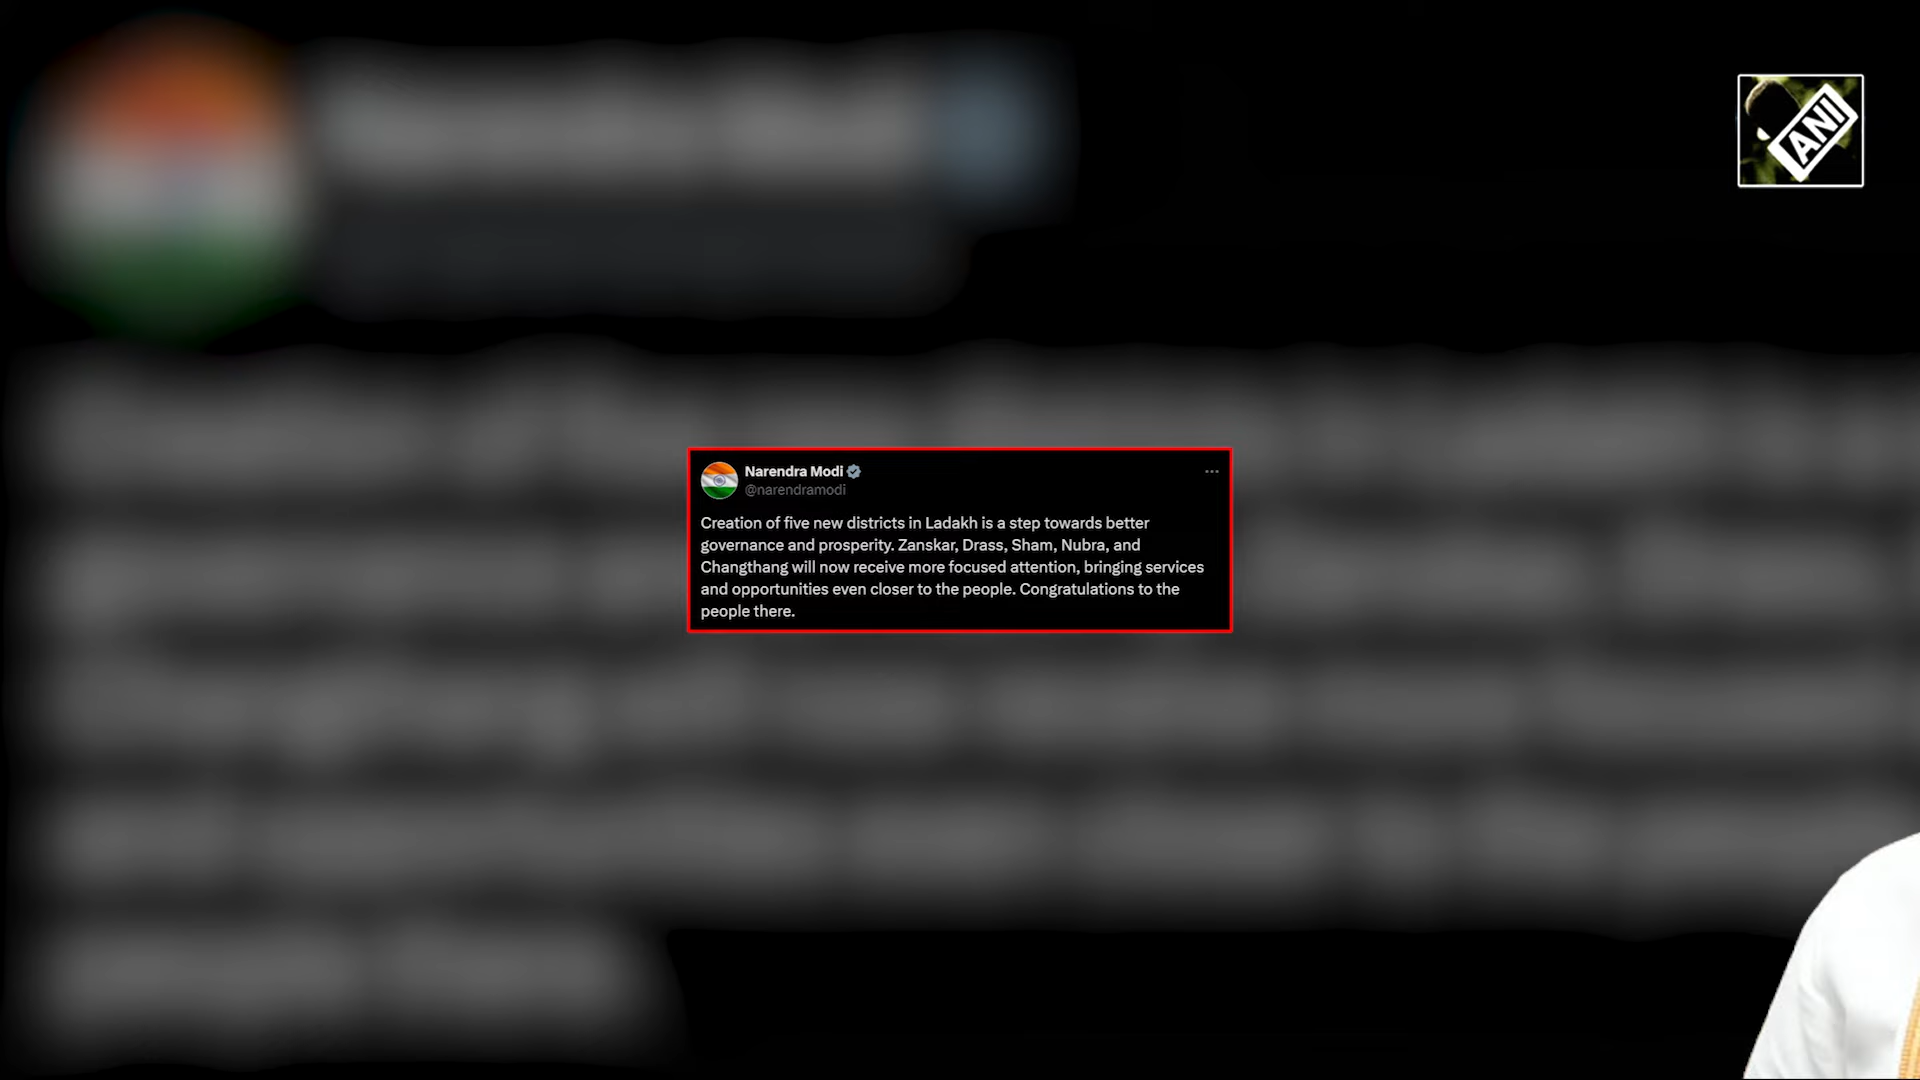 ANI
Narendra Modi
@narendramodi
Creation of five new districts in Ladakh is a step towards better
governance and prosperity. Zanskar, Drass, Sham, Nubra, and
Changthang will now receive more focused attention, bringing services
and opportunities even closer to the people. Congratulations to the
people there.